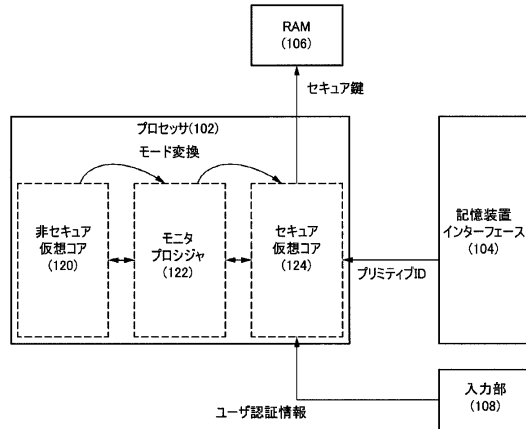 RAM
(106)
セキュア鍵
プロセッサ(102)
モード変換
非セキュア
仮想コア
(120)
モニタ
プロシジャ
(122)
セキュア
仮想コア
(124)
記憶装置
インターフェース
(104)
プリミティブID
入力部
(108)
ユーザ認証情報